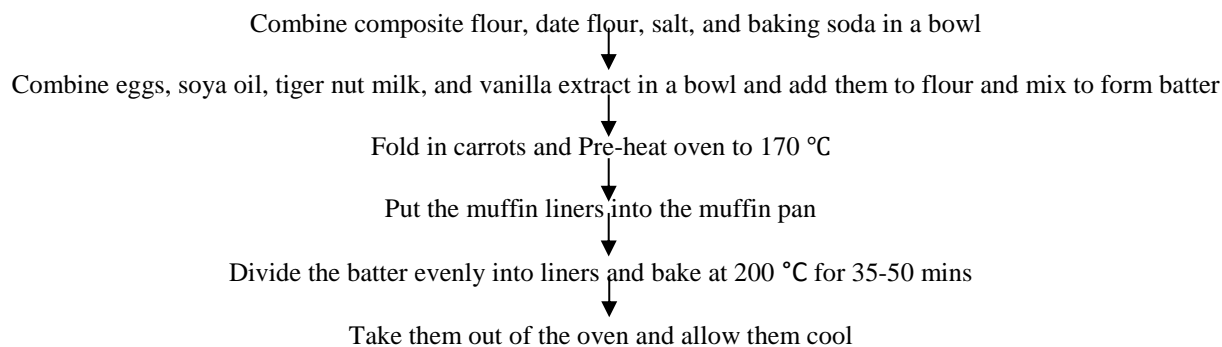 Combine composite flour, date flour, salt, and baking soda in a bowl
Combine eggs, soya oil, tiger nut milk, and vanilla extract in a bowl and add them to flour and mix to form batter
Fold in carrots and Pre-heat oven to 170 °C
Put the muffin liners into the muffin pan
Divide the batter evenly into liners and bake at 200 °C for 35-50 mins
Take them out of the oven and allow them cool